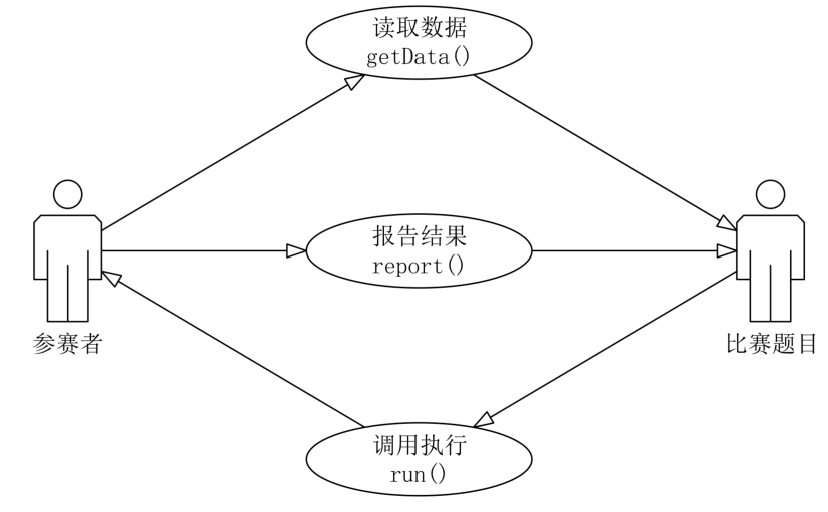 读取数据
getData()
报告结果
report()
参赛者
比赛题目
调用执行
run()